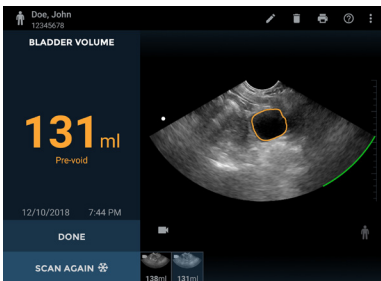 Doe, John
12345678
BLADDER VOLUME
131 ml
Pre-void
12/10/2018 7:44 PM
DONE
SCAN AGAIN
138ml 131ml